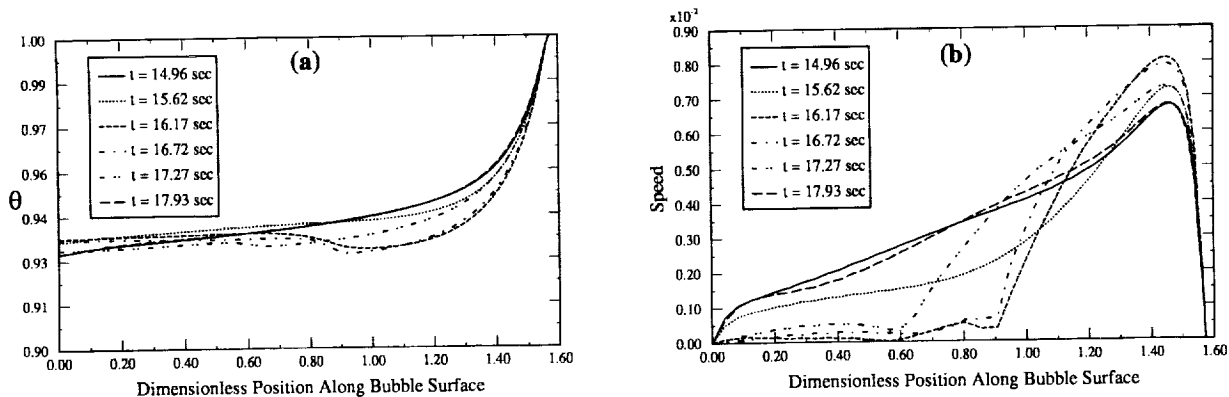 (a)
θ
1.00
0.99
0.97
0.96
0.94
0.93
0.91
0.90
t = 14.96 sec
t = 15.62 sec
t = 16.17 sec
t = 16.72 sec
t = 17.27 sec
t = 17.93 sec
0.00 0.20 0.40 0.60 0.80 1.00 1.20 1.40 1.60
Dimensionless Position Along Bubble Surface
x10⁻²
(b)
Speed
0.90
0.80
0.70
0.60
0.50
0.40
0.30
0.20
0.10
0.00
t = 14.96 sec
t = 15.62 sec
t = 16.17 sec
t = 16.72 sec
t = 17.27 sec
t = 17.93 sec
0.00 0.20 0.40 0.60 0.80 1.00 1.20 1.40 1.60
Dimensionless Position Along Bubble Surface